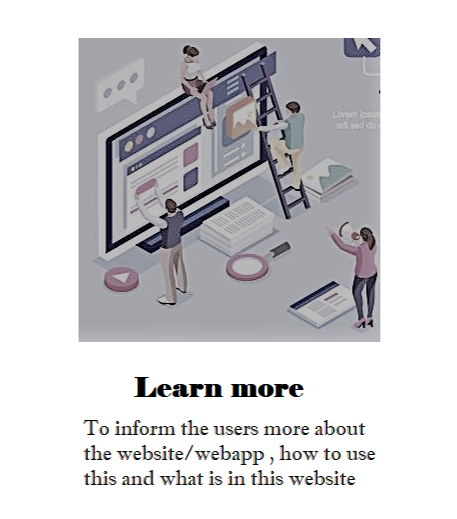 Lorem Ipsum
adi sed do
Learn more
To inform the users more about
the website/webapp , how to use
this and what is in this website